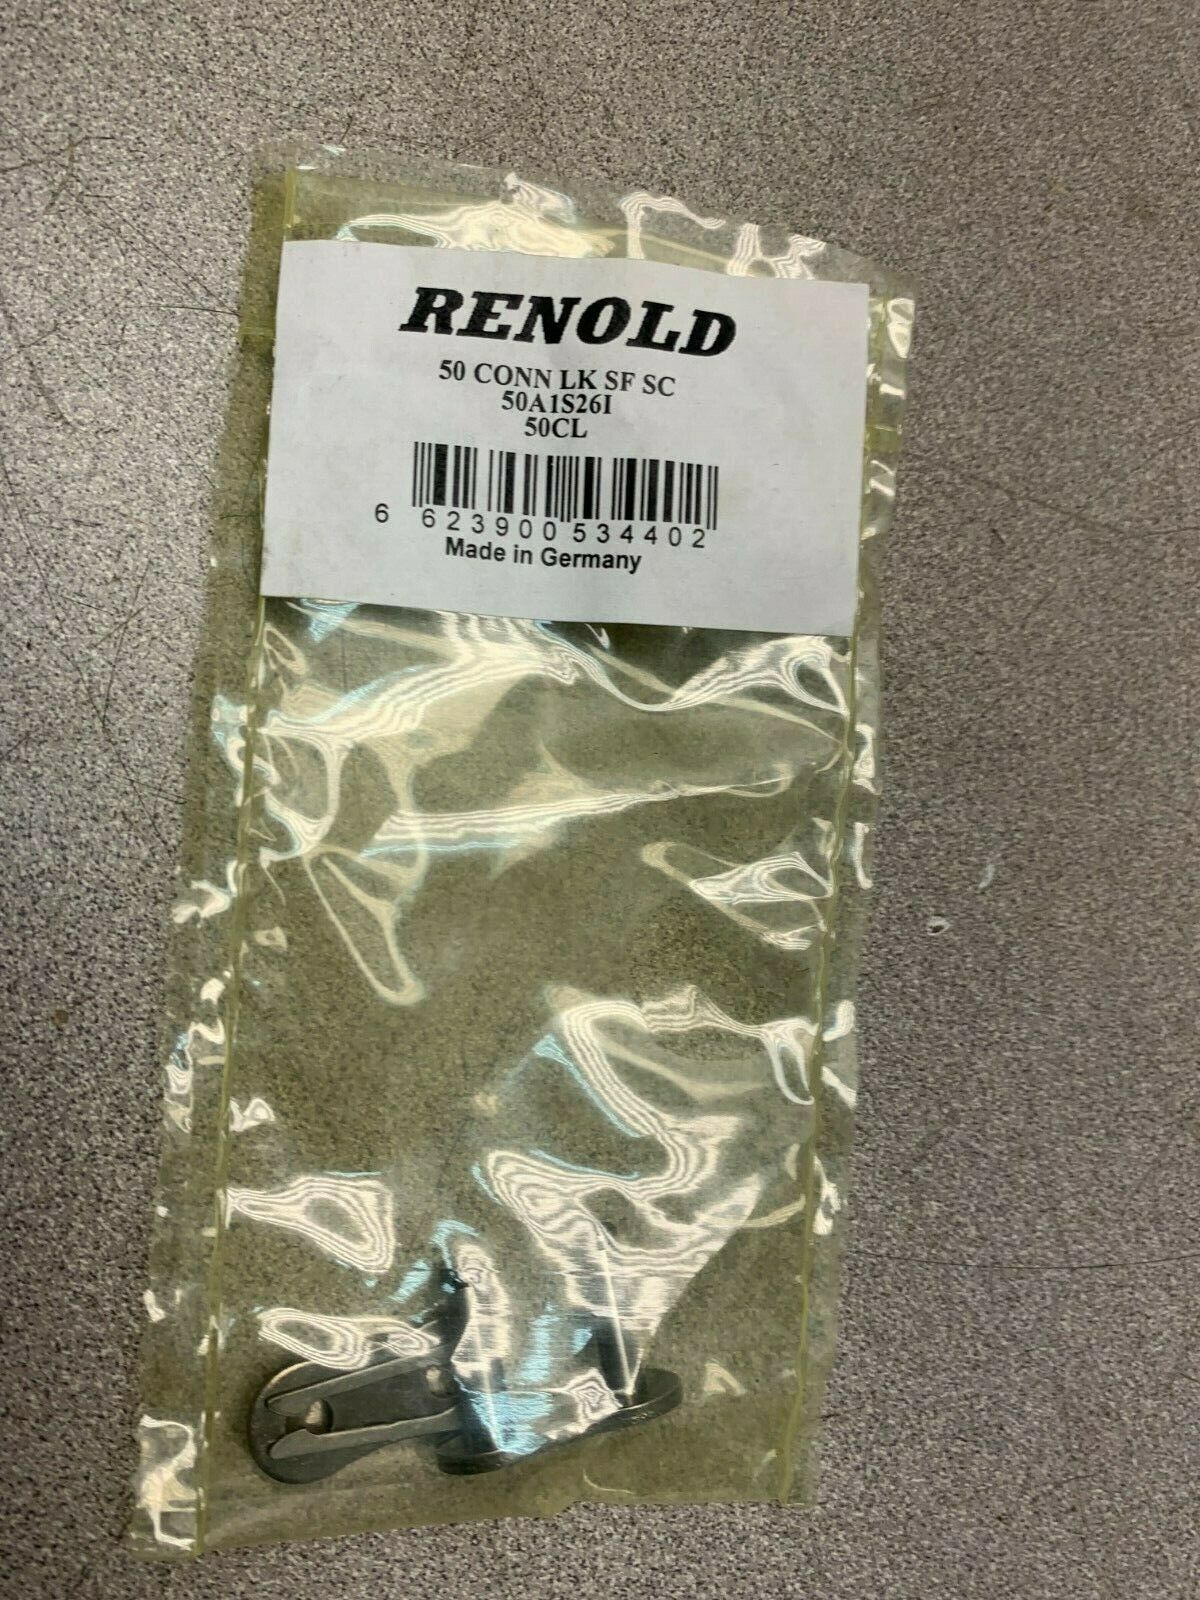 RENOLD
50 CONN LK SF SC
50A1S26I
50CL
6 623900 534402
Made in Germany